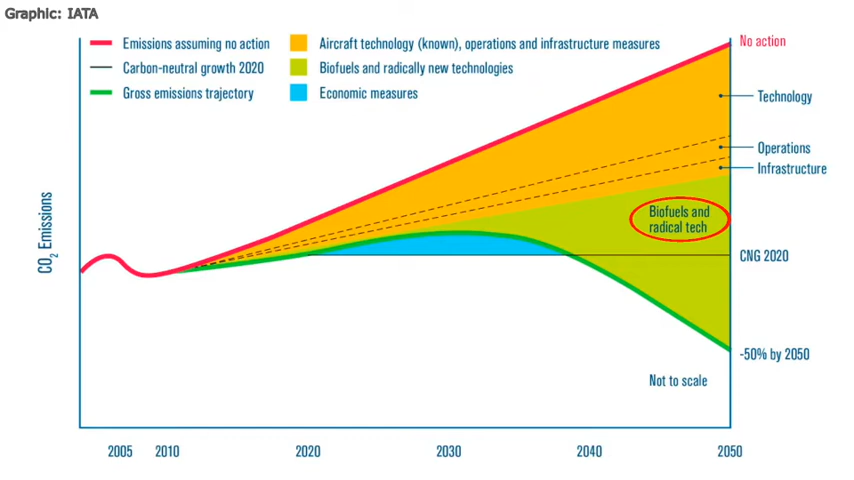 Graphic: IATA
Emissions assuming no action
Carbon-neutral growth 2020
Gross emissions trajectory
Aircraft technology (known), operations and infrastructure measures
Biofuels and radically new technologies
Economic measures
No action
Technology
Operations
Infrastructure
Biofuels and
radical tech
CO2 Emissions
CNG 2020
-50% by 2050
Not to scale
2005 2010 2020 2030 2040 2050